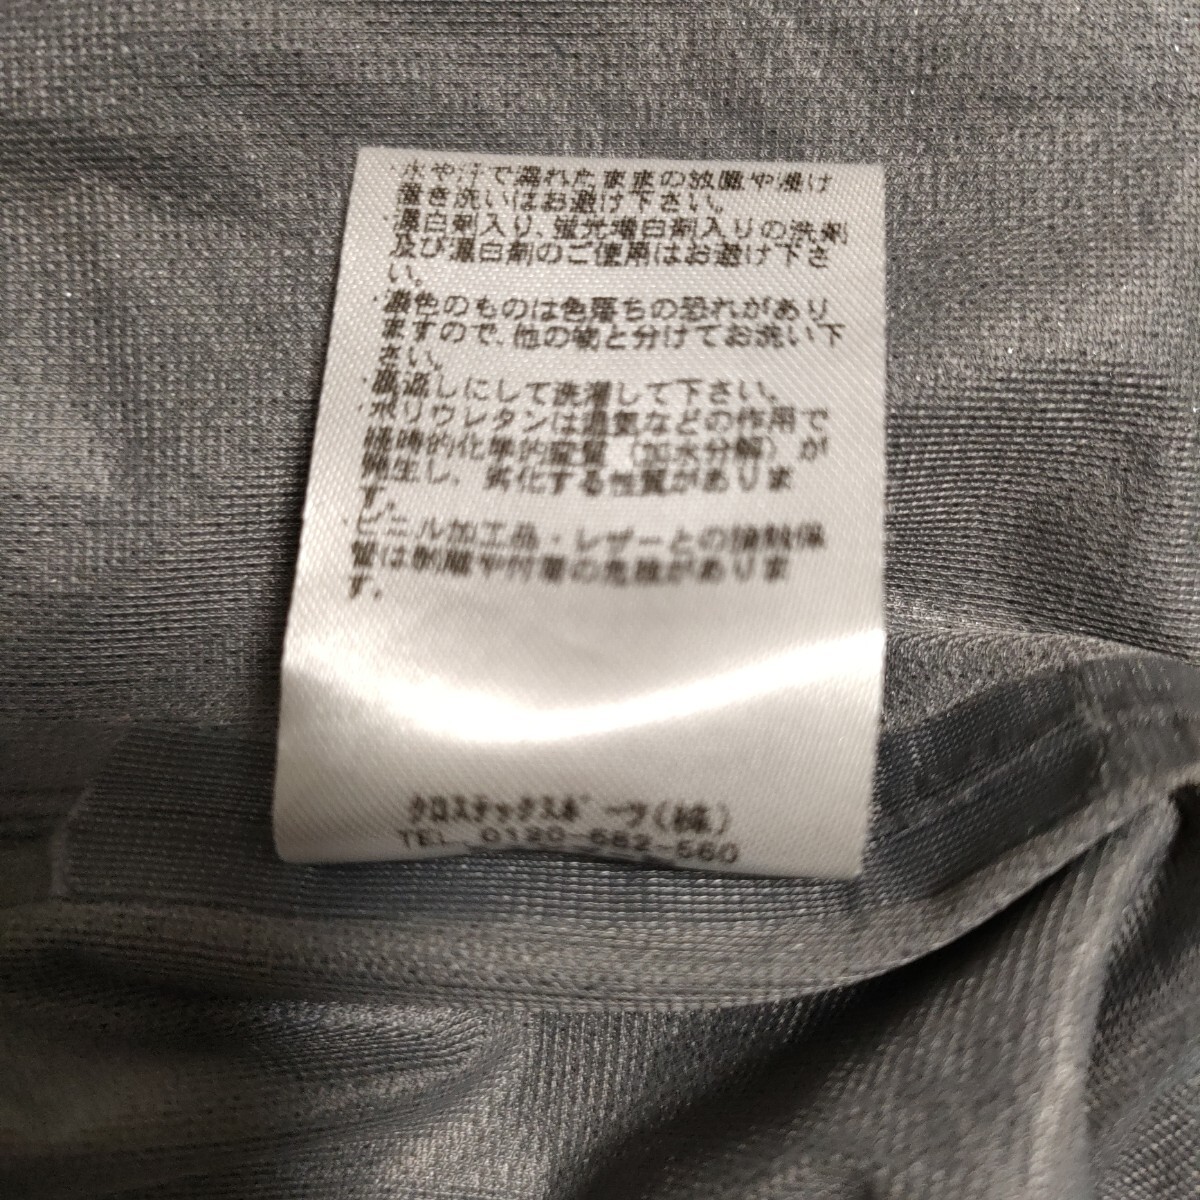 水や汗で濡れたままの放置や漬け
置き洗いはお避け下さい。
・漂白剤入り、蛍光増白剤入りの洗剤
及び漂白剤のご使用はお避け下さ
い。
・濃色のものは色落ちの恐れがあり
ますので、他の物と分けてお洗い下
さい。
・裏返しにして洗濯して下さい。
・ポリウレタンは湿気などの作用で
経時的化学的変質（加水分解）が
発生し、劣化する性質がありま
す。
・ビニル加工品・レザーとの接触保
管は剥離や付着の危険がありま
す。
クロステックスポーツ(株)
TEL 0120-682-560